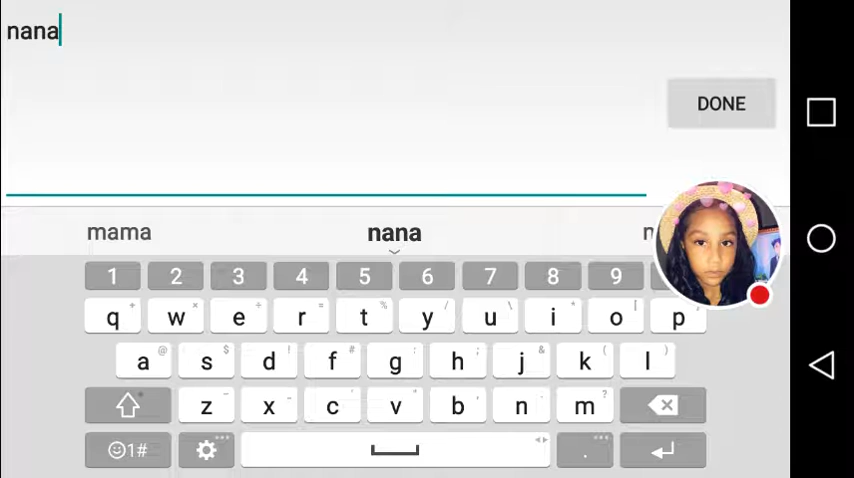 nana
DONE
mama nana
1 2 3 4 5 6 7 8 9
q w e r t y u i o p
a s d f g h j k l
z x c v b n m
1# .